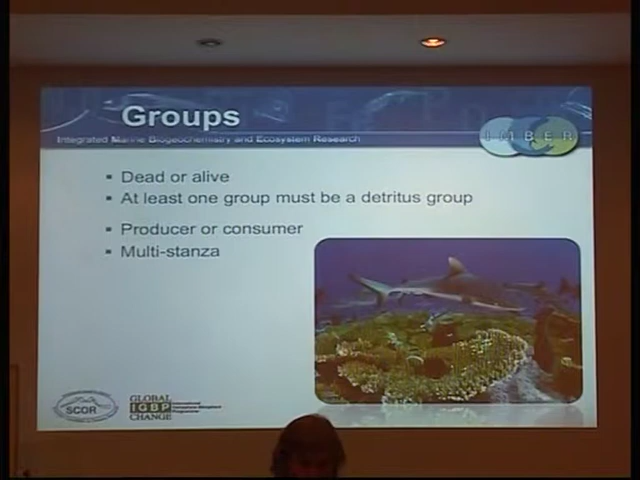 Groups
Integrated Marine Biogeochemistry and Ecosystem Research
IMBER
▪ Dead or alive
▪ At least one group must be a detritus group
▪ Producer or consumer
▪ Multi-stanza
SCOR
GLOBAL
IGBP
CHANGE
International